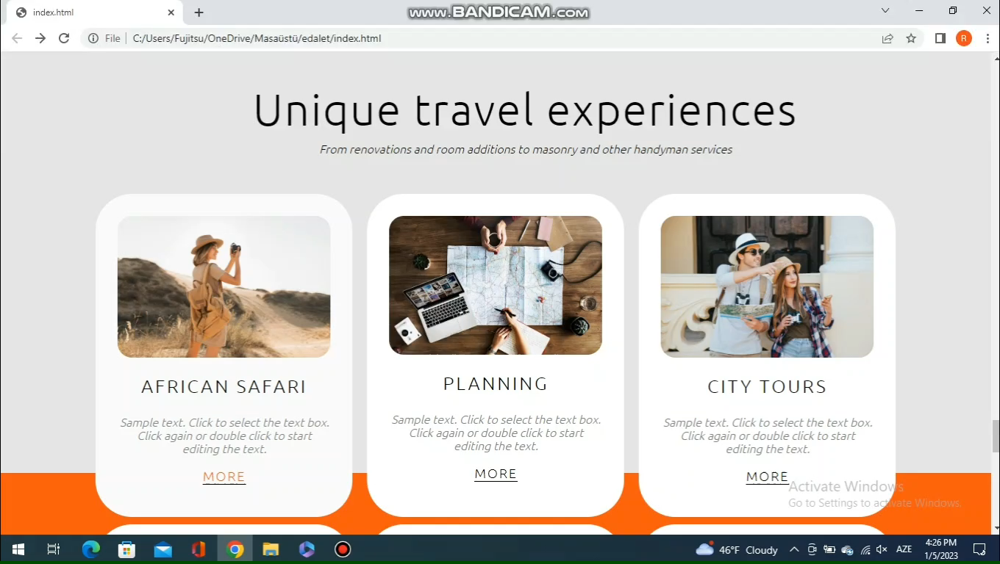 index.html
www.BANDICAM.com
File
C:/Users/Fujitsu/OneDrive/Masaüstü/edalet/index.html
R
Unique travel experiences
From renovations and room additions to masonry and other handyman services
AFRICAN SAFARI
Sample text. Click to select the text box.
Click again or double click to start
editing the text.
MORE
PLANNING
Sample text. Click to select the text box.
Click again or double click to start
editing the text.
MORE
CITY TOURS
Sample text. Click to select the text box.
Click again or double click to start
editing the text.
MORE
Activate Windows
Go to Settings to activate Windows.
46°F Cloudy
AZE
4:26 PM
1/5/2023